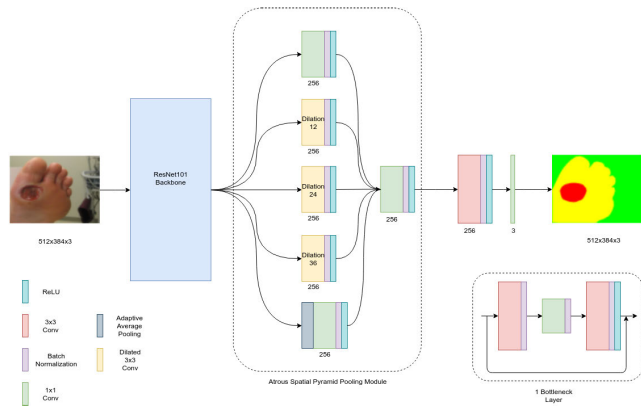 256
Dilation
12
256
ResNet101
Backbone
Dilation
24
256
256
256
3
512x384x3
512x384x3
Dilation
36
256
ReLU
3x3
Conv
Adaptive
Average
Pooling
256
Batch
Normalization
Dilated
3x3
Conv
1x1
Conv
Atrous Spatial Pyramid Pooling Module
1 Bottleneck
Layer